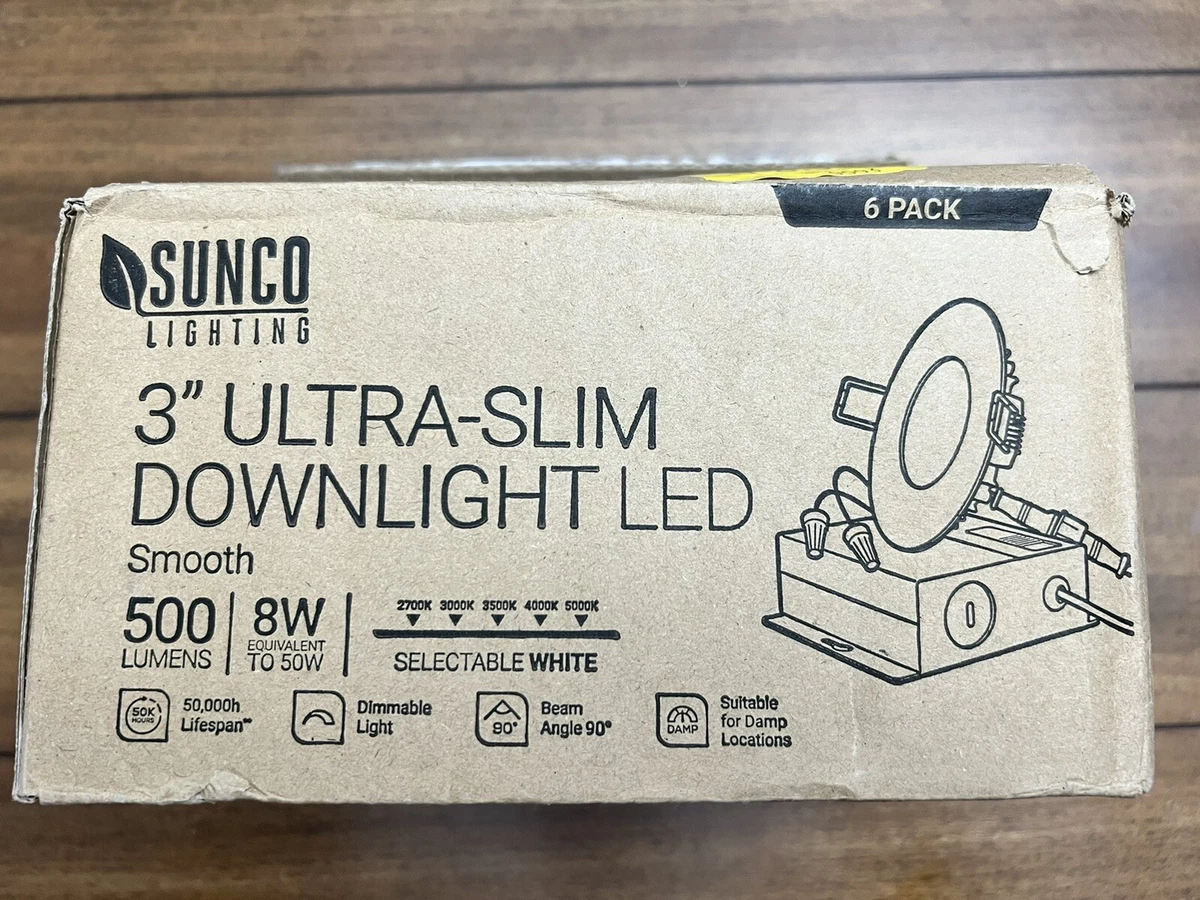 6 PACK
SUNCO
LIGHTING
3” ULTRA-SLIM
DOWNLIGHT LED
Smooth
500
LUMENS
8W
EQUIVALENT
TO 50W
2700K 3000K 3500K 4000K 5000K
SELECTABLE WHITE
50K
HOURS
50,000h
Lifespan**
Dimmable
Light
90°
Beam
Angle 90°
DAMP
Suitable
for Damp
Locations